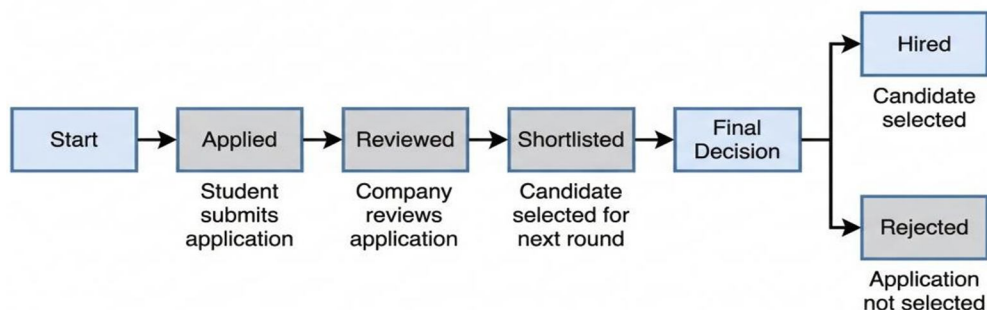 Start
Applied
Student
submits
application
Reviewed
Company
reviews
application
Shortlisted
Candidate
selected for
next round
Final
Decision
Hired
Candidate
selected
Rejected
Application
not selected